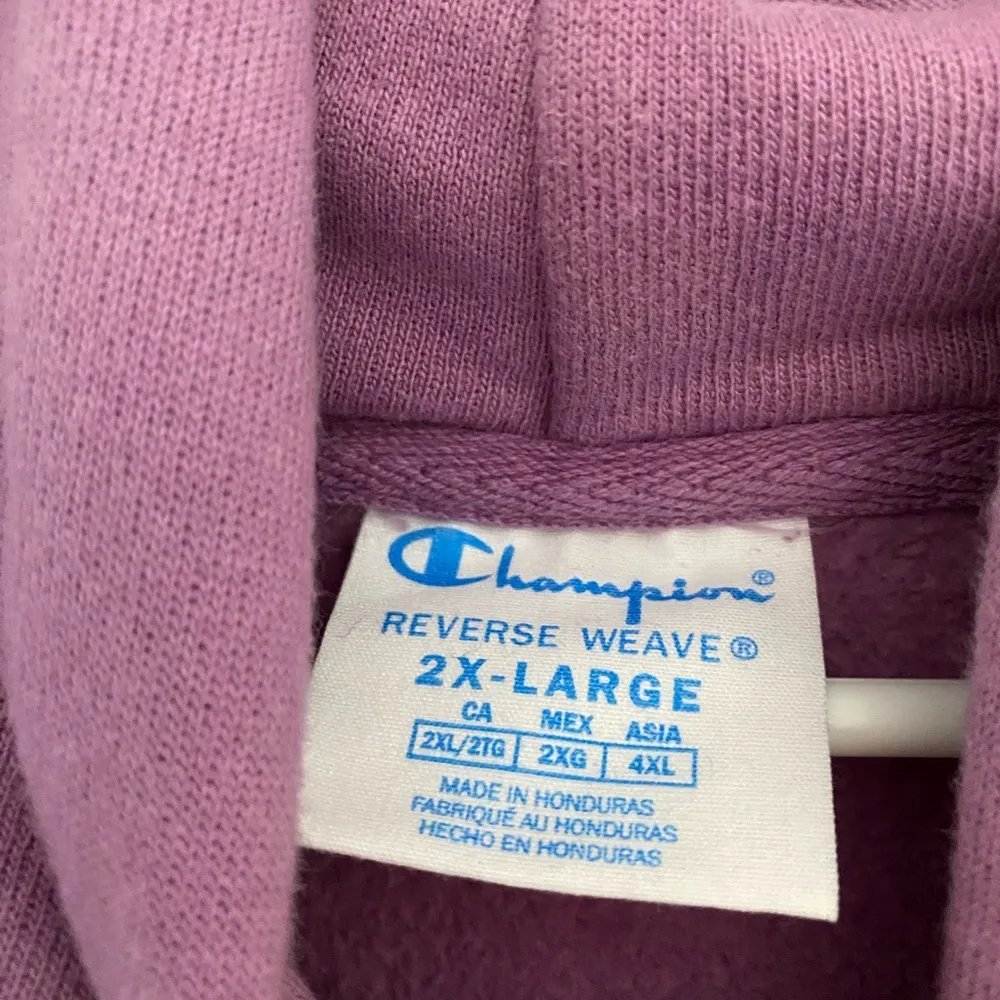 Champion®
REVERSE WEAVE®
2X-LARGE
CA MEX ASIA
2XL/2TG 2XG 4XL
MADE IN HONDURAS
FABRIQUÉ AU HONDURAS
HECHO EN HONDURAS